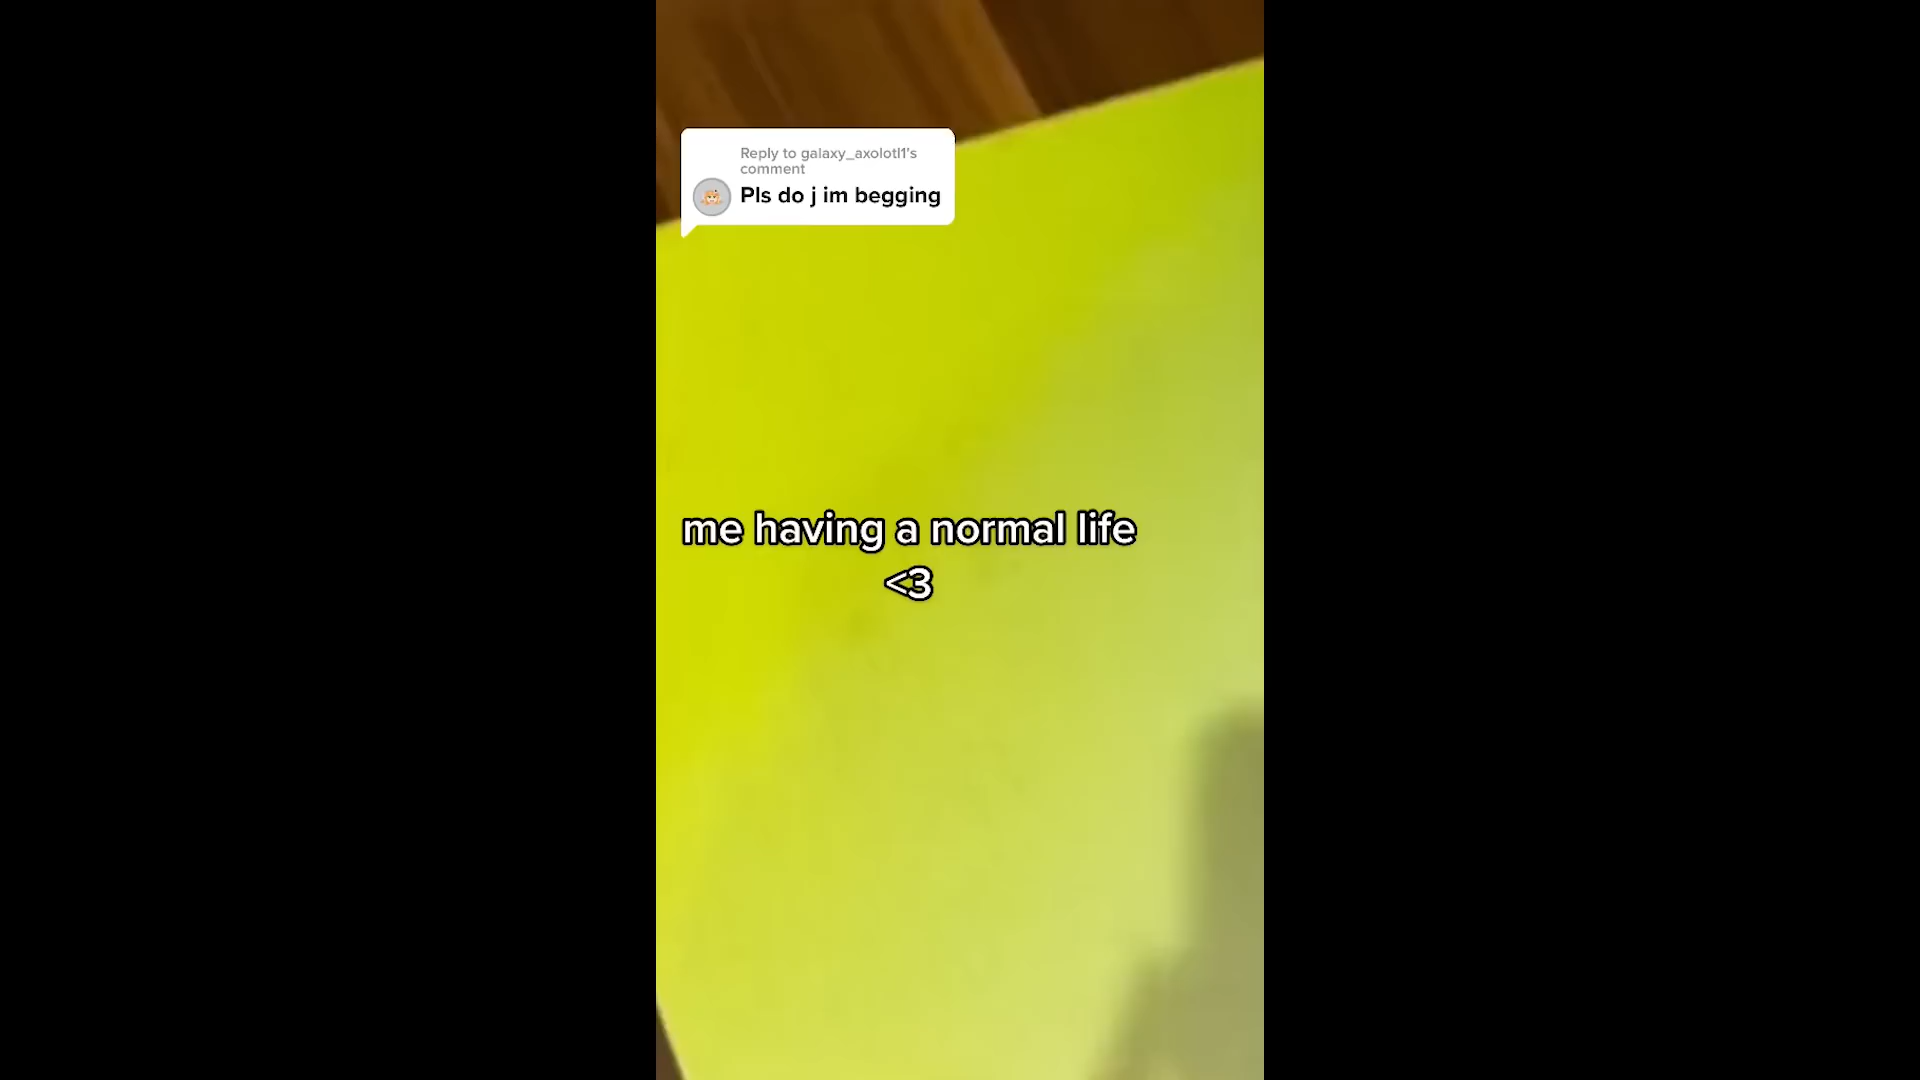 Reply to galaxy_axolotl1's
comment
Pls do j im begging
me having a normal life
<3